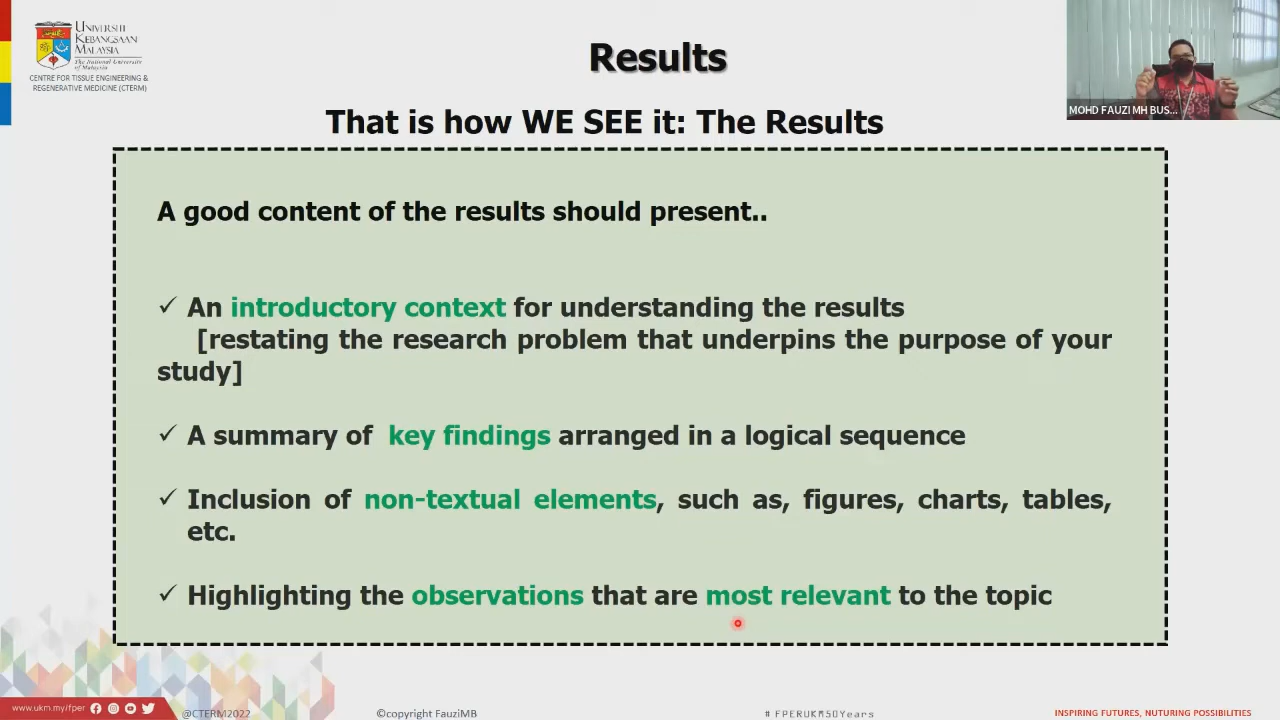 UNIVERSITI
KEBANGSAAN
MALAYSIA
The National University
of Malaysia
CENTRE FOR TISSUE ENGINEERING &
REGENERATIVE MEDICINE (CTERM)
Results
MOHD FAUZI MH BUS...
That is how WE SEE it: The Results
A good content of the results should present..
✓ An introductory context for understanding the results
[restating the research problem that underpins the purpose of your
study]
✓ A summary of key findings arranged in a logical sequence
✓ Inclusion of non-textual elements, such as, figures, charts, tables,
etc.
✓ Highlighting the observations that are most relevant to the topic
www.ukm.my/fper
@CTERM2022
©copyright FauziMB
#FPERUKM50Years
INSPIRING FUTURES, NUTURING POSSIBILITIES